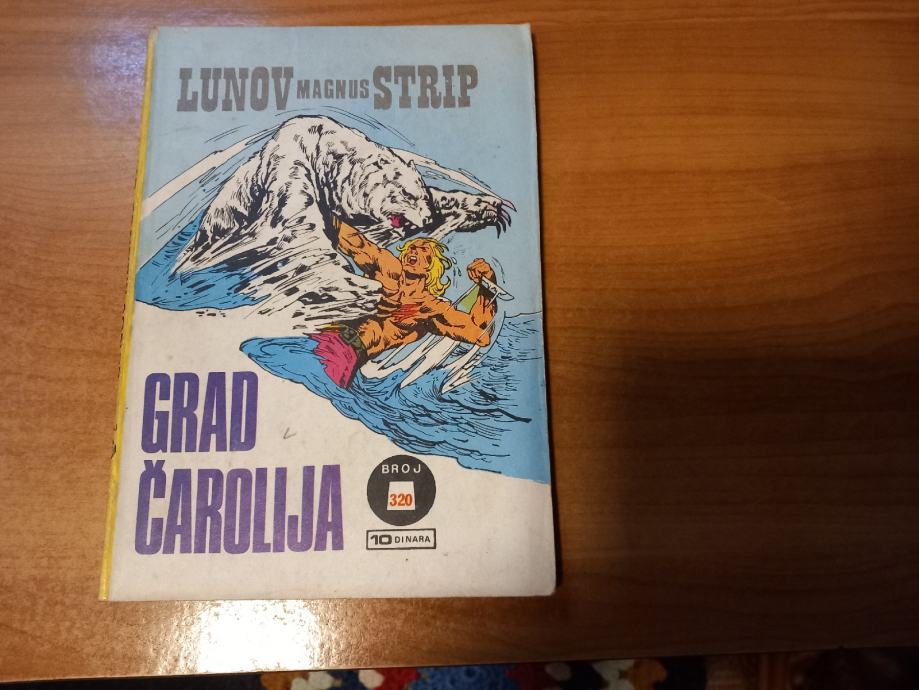 LUNOV MAGNUS STRIP
GRAD
ČAROLIJA
BROJ
320
10 DINARA